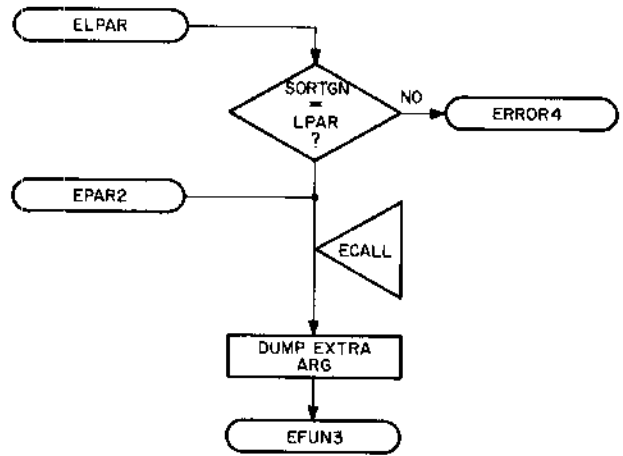 ELPAR
SORTGN
=
LPAR
?
NO
ERROR4
EPAR2
ECALL
DUMP EXTRA
ARG
EFUN3